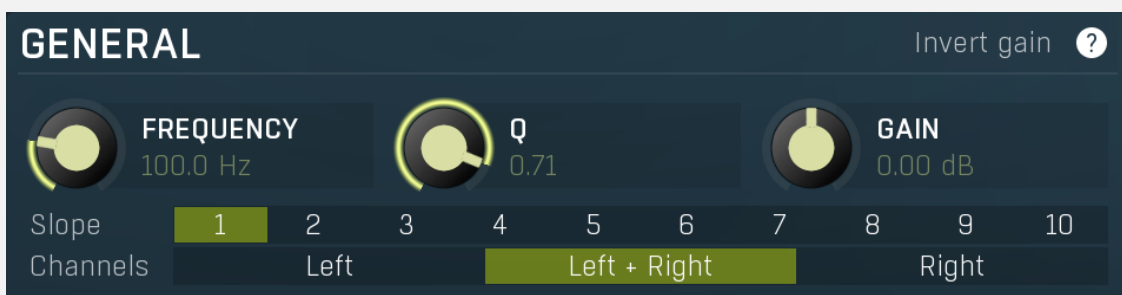 GENERAL Invert gain ?
FREQUENCY Q GAIN
100.0 Hz 0.71 0.00 dB
Slope 1 2 3 4 5 6 7 8 9 10
Channels Left Left + Right Right